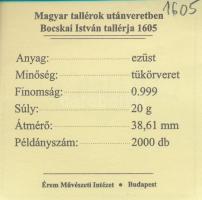 1605
Magyar tallérok utánveretben
Bocskai István tallérja 1605
Anyag: ezüst
Minőség: tükörveret
Finomság: 0.999
Súly: 20 g
Átmérő: 38,61 mm
Példányszám: 2000 db
Érem Művészeti Intézet • Budapest